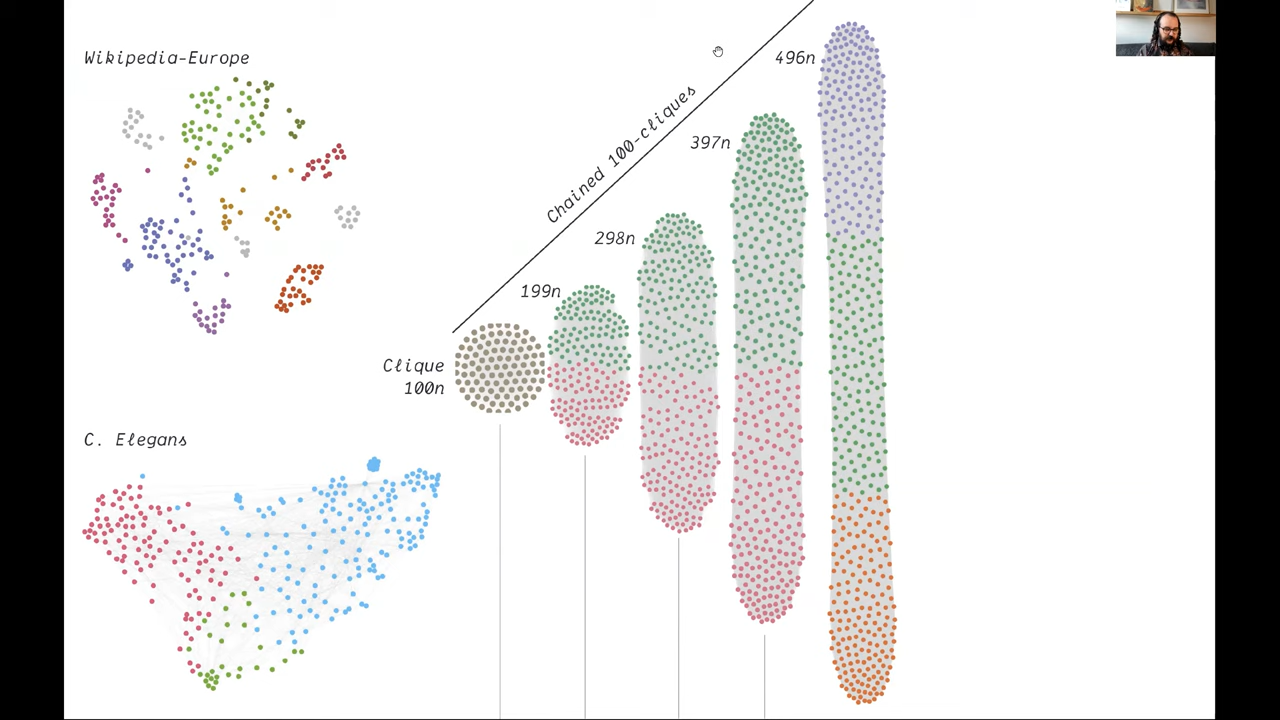 Wikipedia-Europe
496n
Chained 100-cliques
397n
298n
199n
Clique
100n
C. Elegans